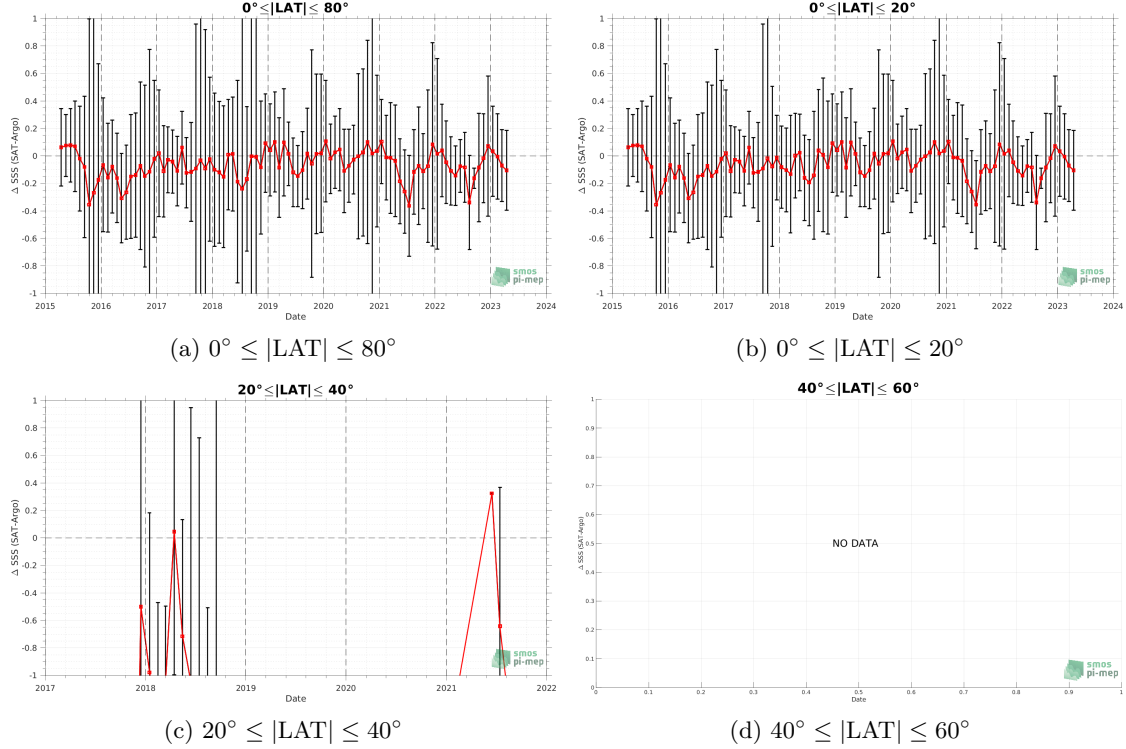 0°≤|LAT|≤ 80°
Δ SSS (SAT-Argo)
1
0.8
0.6
0.4
0.2
0
-0.2
-0.4
-0.6
-0.8
-1
2015 2016 2017 2018 2019 2020 2021 2022 2023 2024
Date
smos
pi-mep
(a) 0° ≤ |LAT| ≤ 80°
0°≤|LAT|≤ 20°
Δ SSS (SAT-Argo)
1
0.8
0.6
0.4
0.2
0
-0.2
-0.4
-0.6
-0.8
-1
2015 2016 2017 2018 2019 2020 2021 2022 2023 2024
Date
smos
pi-mep
(b) 0° ≤ |LAT| ≤ 20°
20°≤|LAT|≤ 40°
Δ SSS (SAT-Argo)
1
0.8
0.6
0.4
0.2
0
-0.2
-0.4
-0.6
-0.8
-1
2017 2018 2019 2020 2021 2022
Date
smos
pi-mep
(c) 20° ≤ |LAT| ≤ 40°
40°≤|LAT|≤ 60°
Δ SSS (SAT-Argo)
1
0.9
0.8
0.7
0.6
0.5
0.4
0.3
0.2
0.1
0
NO DATA
0 0.1 0.2 0.3 0.4 0.5 0.6 0.7 0.8 0.9 1
Date
smos
pi-mep
(d) 40° ≤ |LAT| ≤ 60°